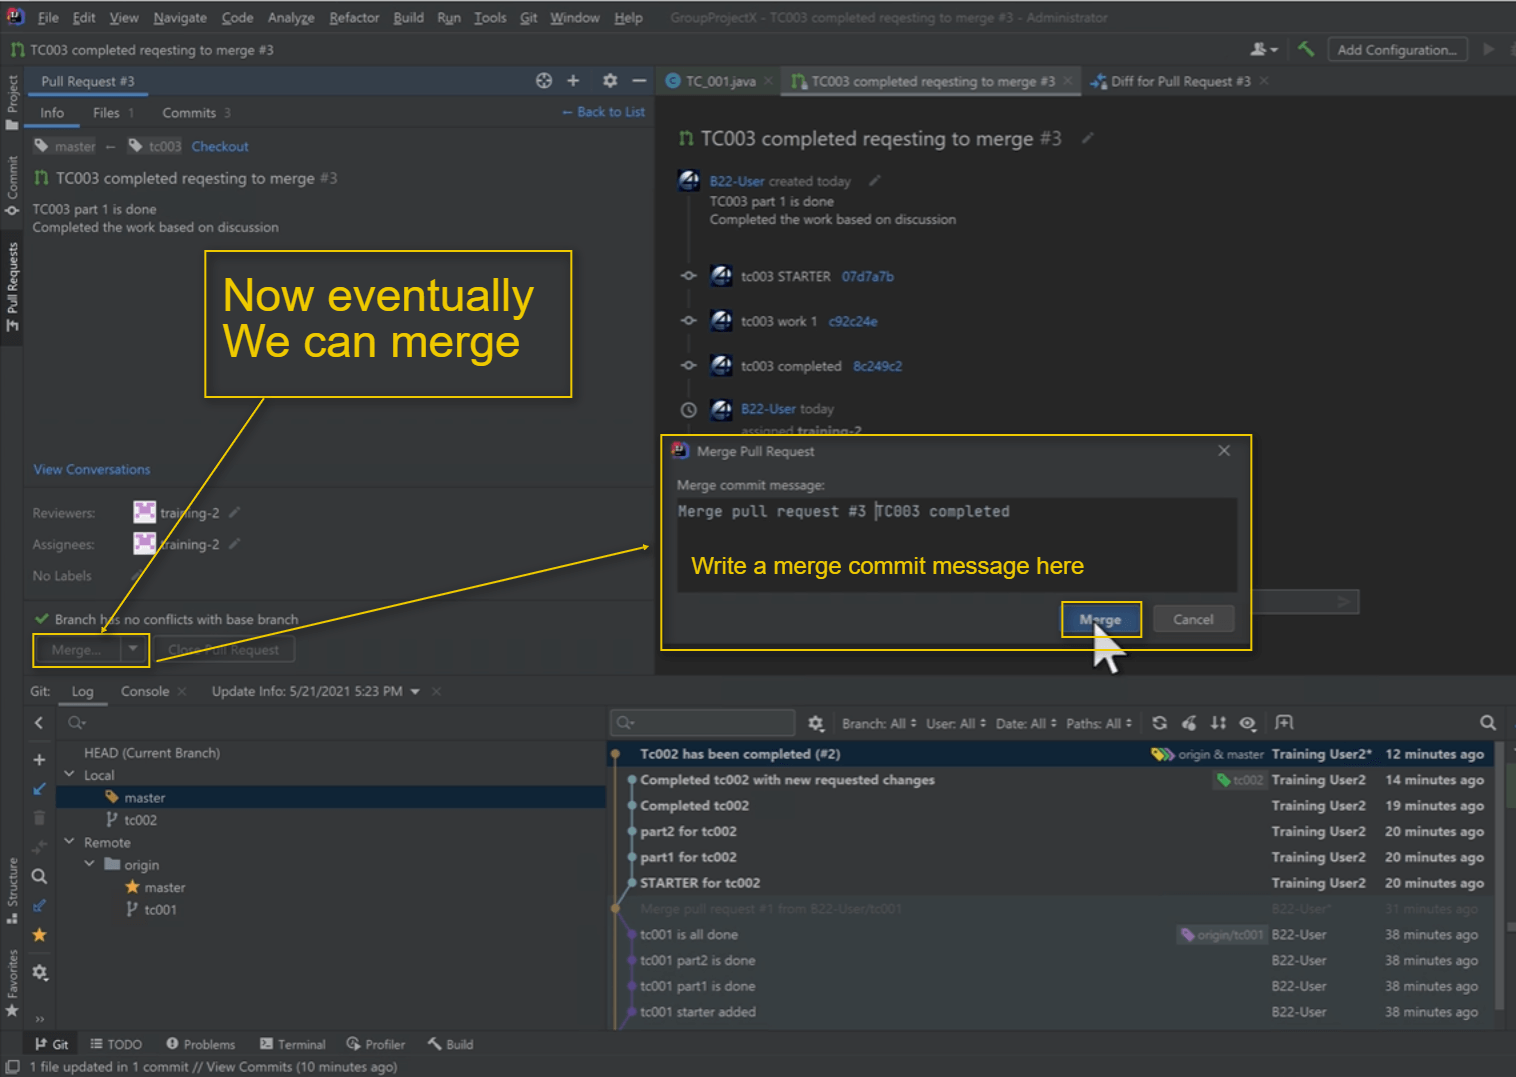 File Edit View Navigate Code Analyze Refactor Build Run Tools Git Window Help GroupProjectX - TC003 completed reqesting to merge #3 - Administrator
TC003 completed reqesting to merge #3
Add Configuration...
Project
Commit
Pull Requests
Structure
Favorites
Pull Request #3
Info Files 1 Commits 3
← Back to List
master ← tc003 Checkout
TC003 completed reqesting to merge #3
TC003 part 1 is done
Completed the work based on discussion
Now eventually
We can merge
View Conversations
Reviewers: training-2
Assignees: training-2
No Labels
Branch has no conflicts with base branch
Merge... Close Pull Request
TC_001.java TC003 completed reqesting to merge #3 Diff for Pull Request #3
TC003 completed reqesting to merge #3
B22-User created today
TC003 part 1 is done
Completed the work based on discussion
tc003 STARTER 07d7a7b
tc003 work 1 c92c24e
tc003 completed 8c249c2
B22-User today
assigned training-2
Merge Pull Request
Merge commit message:
Merge pull request #3 TC003 completed
Write a merge commit message here
Merge Cancel
Git: Log Console Update Info: 5/21/2021 5:23 PM
HEAD (Current Branch)
Local
master
tc002
Remote
origin
master
tc001
Branch: All User: All Date: All Paths: All
Tc002 has been completed (#2) origin & master Training User2* 12 minutes ago
Completed tc002 with new requested changes tc002 Training User2 14 minutes ago
Completed tc002 Training User2 19 minutes ago
part2 for tc002 Training User2 20 minutes ago
part1 for tc002 Training User2 20 minutes ago
STARTER for tc002 Training User2 20 minutes ago
Merge pull request #1 from B22-User/tc001 B22-User* 31 minutes ago
tc001 is all done origin/tc001 B22-User 38 minutes ago
tc001 part2 is done B22-User 38 minutes ago
tc001 part1 is done B22-User 38 minutes ago
tc001 starter added B22-User 38 minutes ago
Git TODO Problems Terminal Profiler Build
1 file updated in 1 commit // View Commits (10 minutes ago)